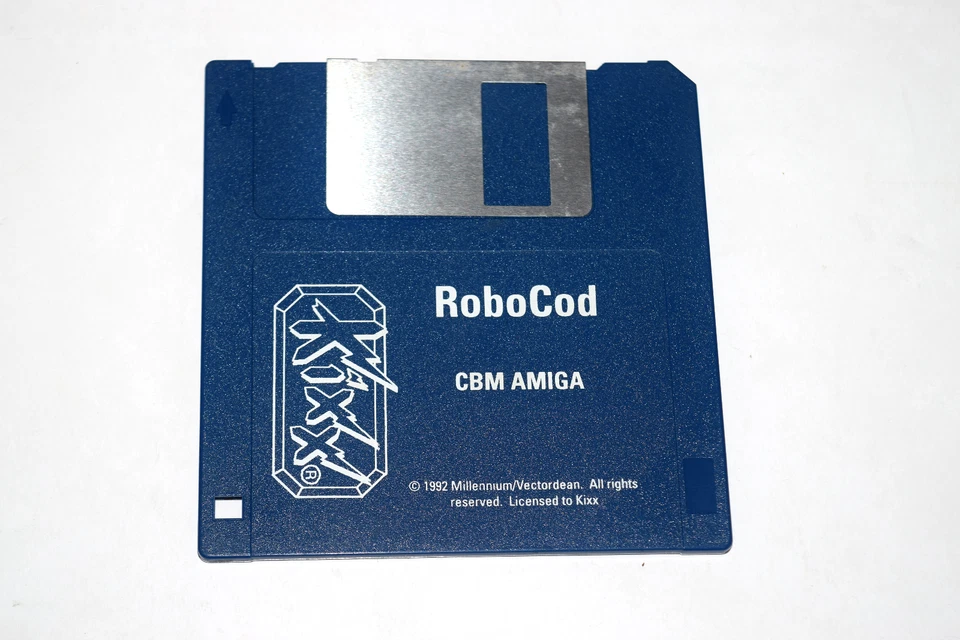 RoboCod
CBM AMIGA
Kixx®
© 1992 Millennium/Vectordean. All rights
reserved. Licensed to Kixx